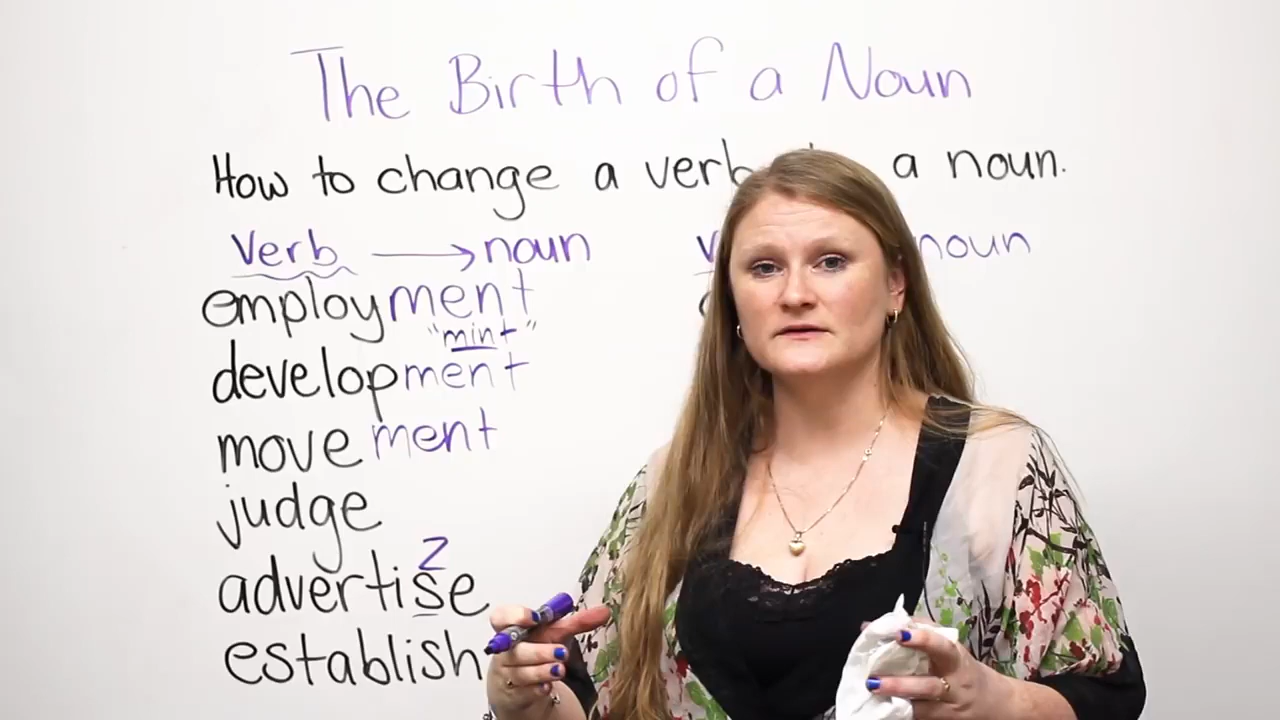 The Birth of a Noun
How to change a verb a noun.
verb → noun
noun
employment
"mint"
development
movement
judge
z
advertise
establish